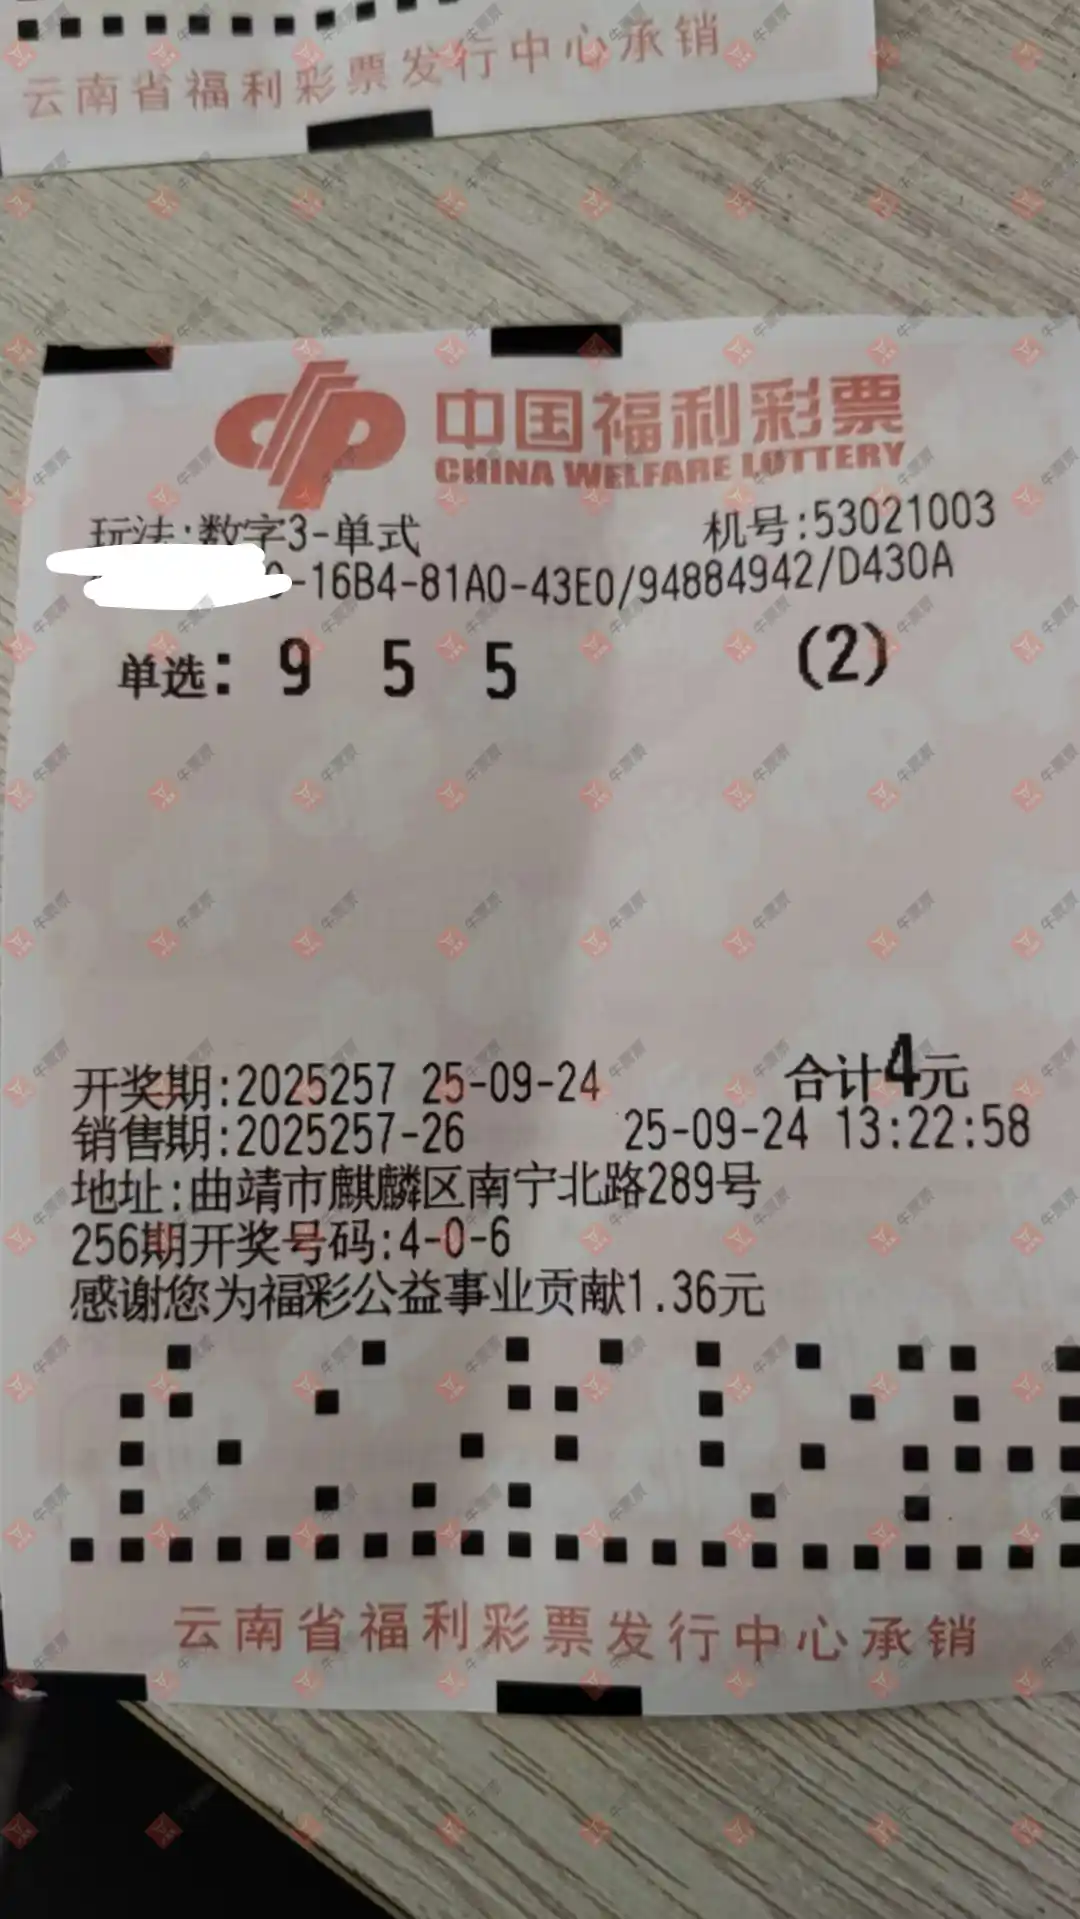 云南省福利彩票发行中心承销
中国福利彩票
CHINA WELFARE LOTTERY
玩法:数字3-单式 机号:53021003
-16B4-81A0-43E0/94884942/D430A
单选: 9 5 5 (2)
开奖期:2025257 25-09-24 合计4元
销售期:2025257-26 25-09-24 13:22:58
地址:曲靖市麒麟区南宁北路289号
256期开奖号码:4-0-6
感谢您为福彩公益事业贡献1.36元
云南省福利彩票发行中心承销
牛票票